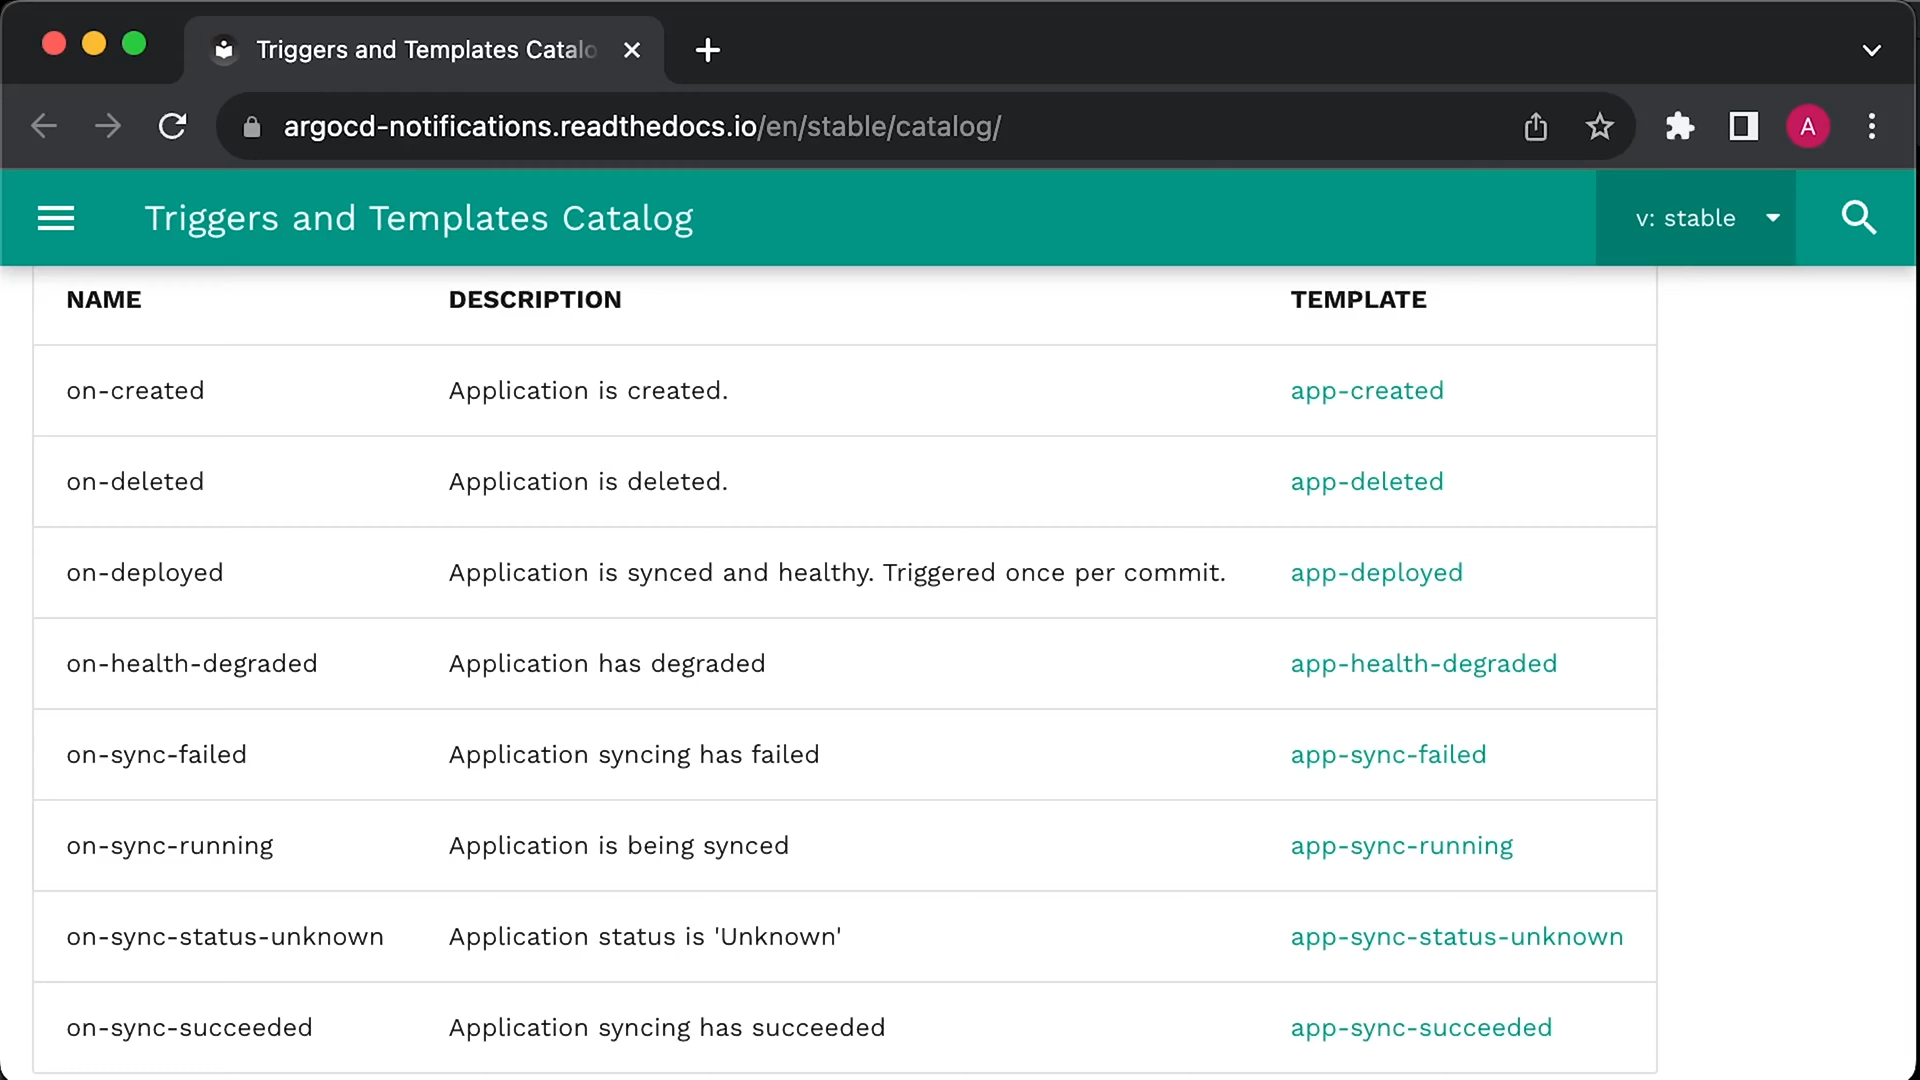 Triggers and Templates Catalo
argocd-notifications.readthedocs.io/en/stable/catalog/
A
Triggers and Templates Catalog
v: stable
NAME DESCRIPTION TEMPLATE
on-created Application is created. app-created
on-deleted Application is deleted. app-deleted
on-deployed Application is synced and healthy. Triggered once per commit. app-deployed
on-health-degraded Application has degraded app-health-degraded
on-sync-failed Application syncing has failed app-sync-failed
on-sync-running Application is being synced app-sync-running
on-sync-status-unknown Application status is 'Unknown' app-sync-status-unknown
on-sync-succeeded Application syncing has succeeded app-sync-succeeded